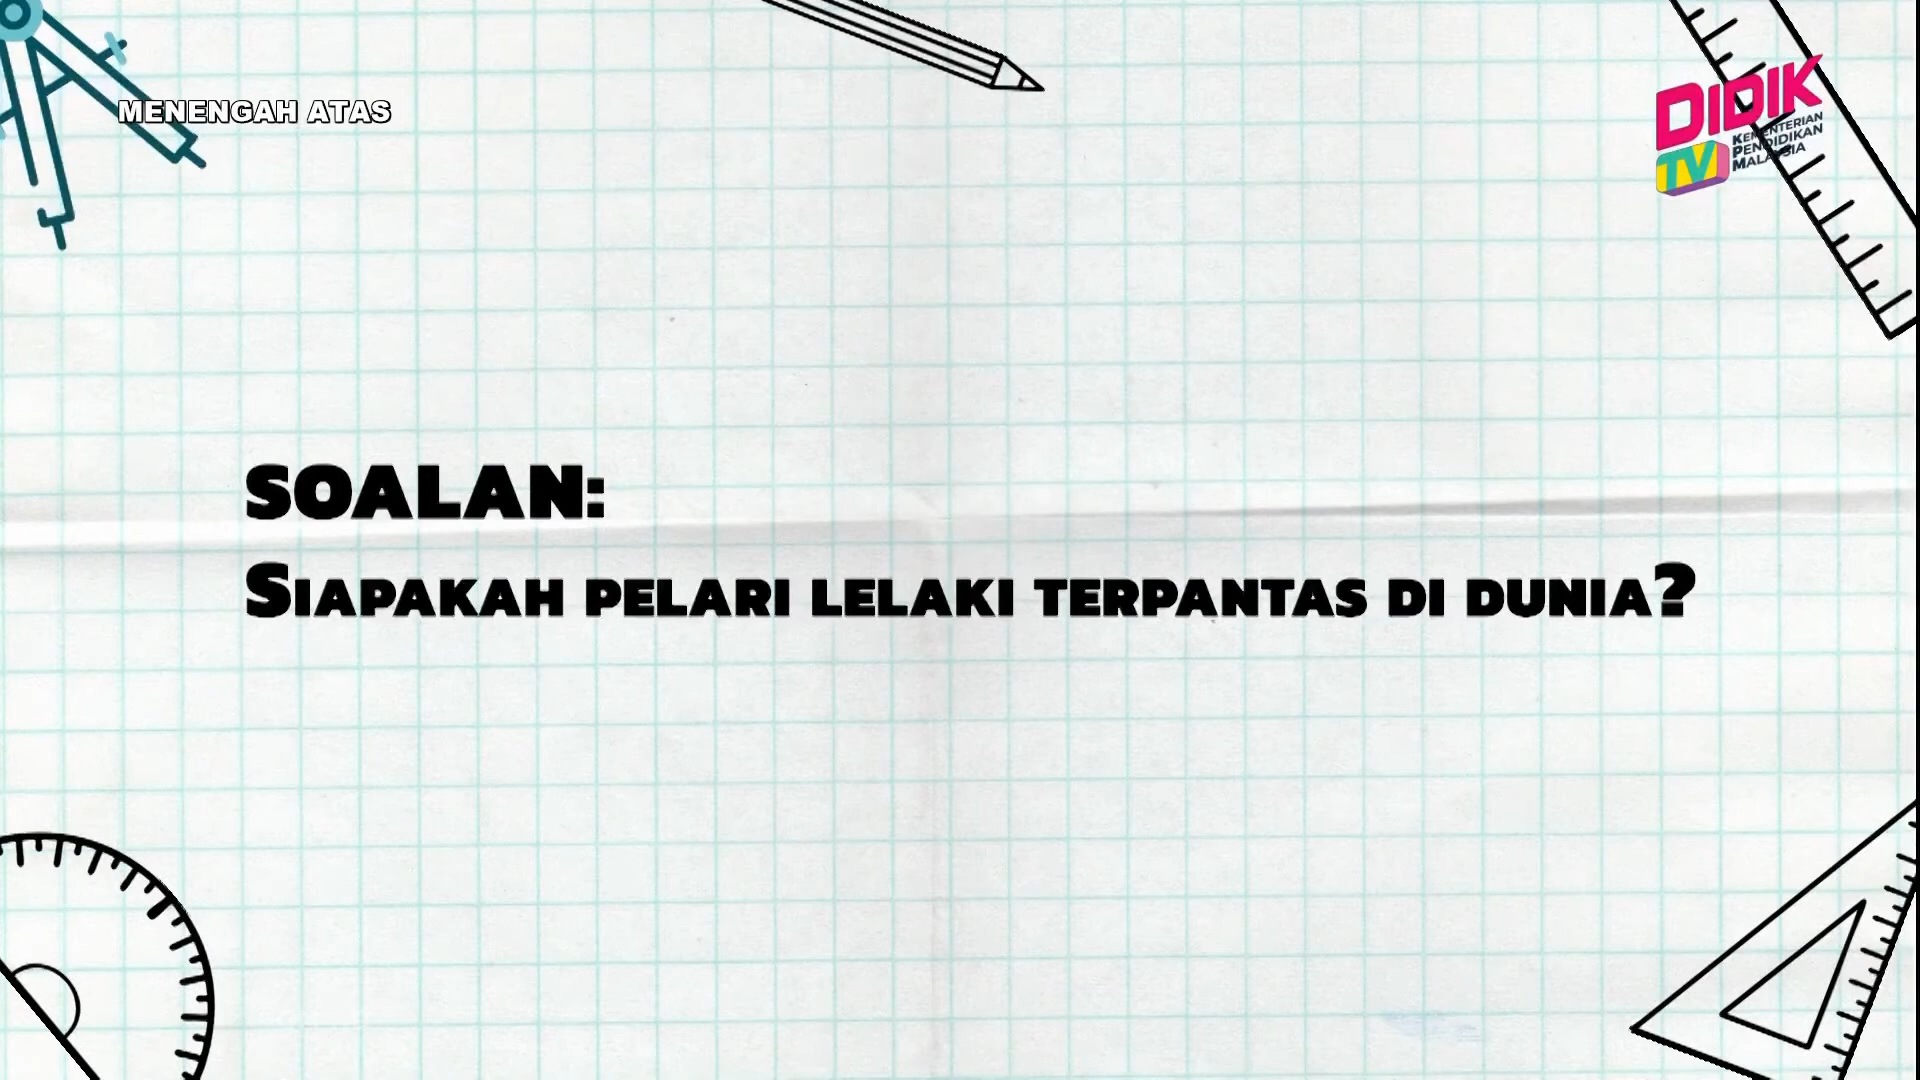 MENENGAH ATAS
DIDIK
TV
KEMENTERIAN
PENDIDIKAN
MALAYSIA
SOALAN:
SIAPAKAH PELARI LELAKI TERPANTAS DI DUNIA?